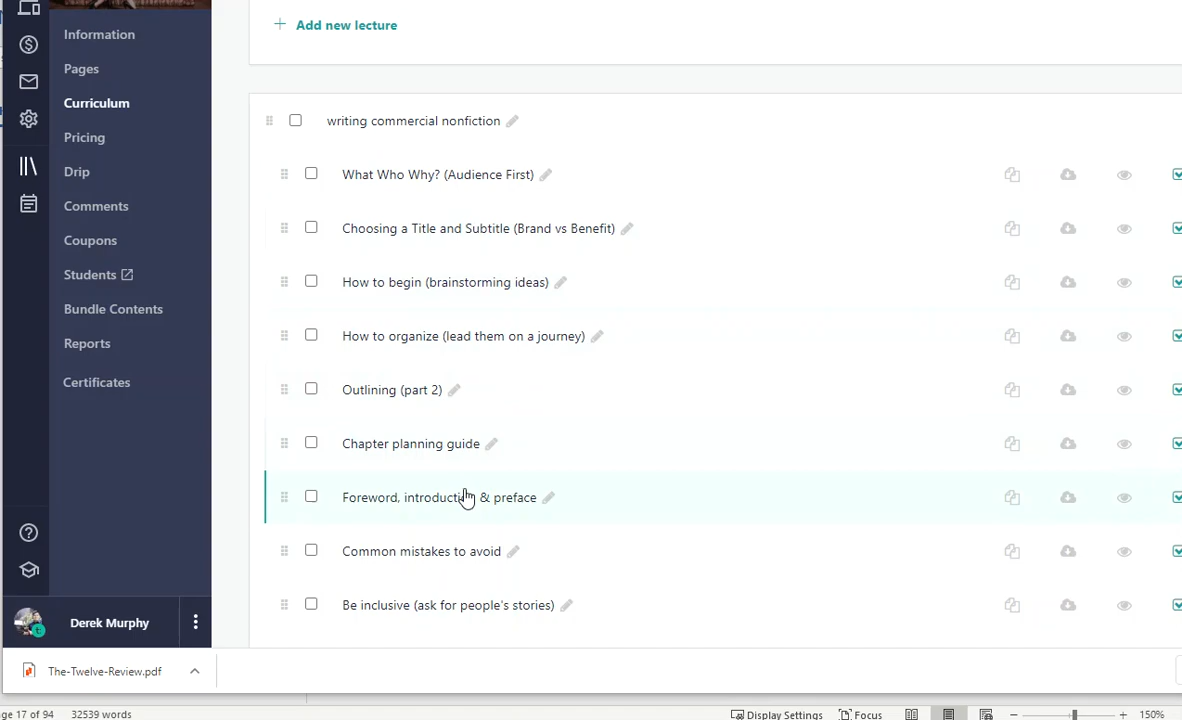 Add new lecture
Information
Pages
Curriculum
Pricing
Drip
Comments
Coupons
Students
Bundle Contents
Reports
Certificates
writing commercial nonfiction
What Who Why? (Audience First)
Choosing a Title and Subtitle (Brand vs Benefit)
How to begin (brainstorming ideas)
How to organize (lead them on a journey)
Outlining (part 2)
Chapter planning guide
Foreword, introduction & preface
Common mistakes to avoid
Be inclusive (ask for people's stories)
Derek Murphy
The-Twelve-Review.pdf
ge 17 of 94 32539 words
Display Settings Focus 150%